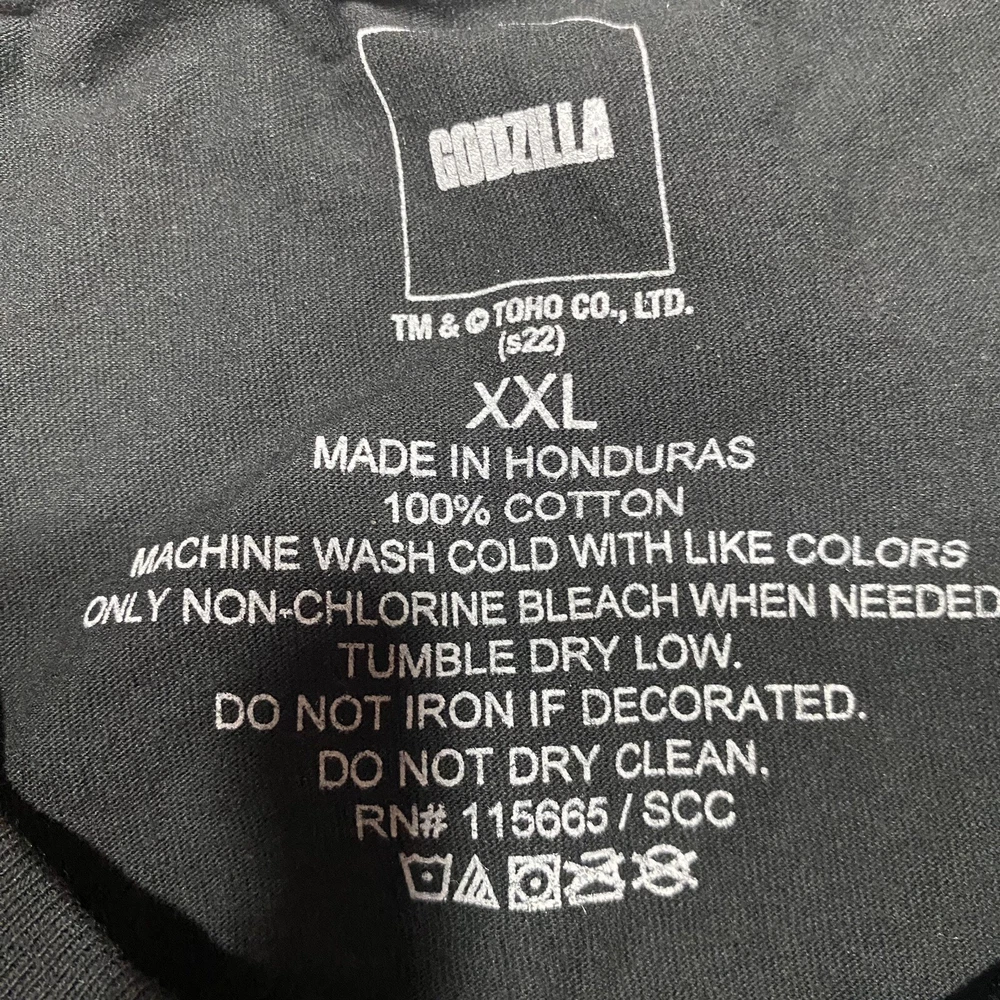 GODZILLA
TM & © TOHO CO., LTD.
(s22)
XXL
MADE IN HONDURAS
100% COTTON
MACHINE WASH COLD WITH LIKE COLORS
ONLY NON-CHLORINE BLEACH WHEN NEEDED
TUMBLE DRY LOW.
DO NOT IRON IF DECORATED.
DO NOT DRY CLEAN.
RN# 115665 / SCC